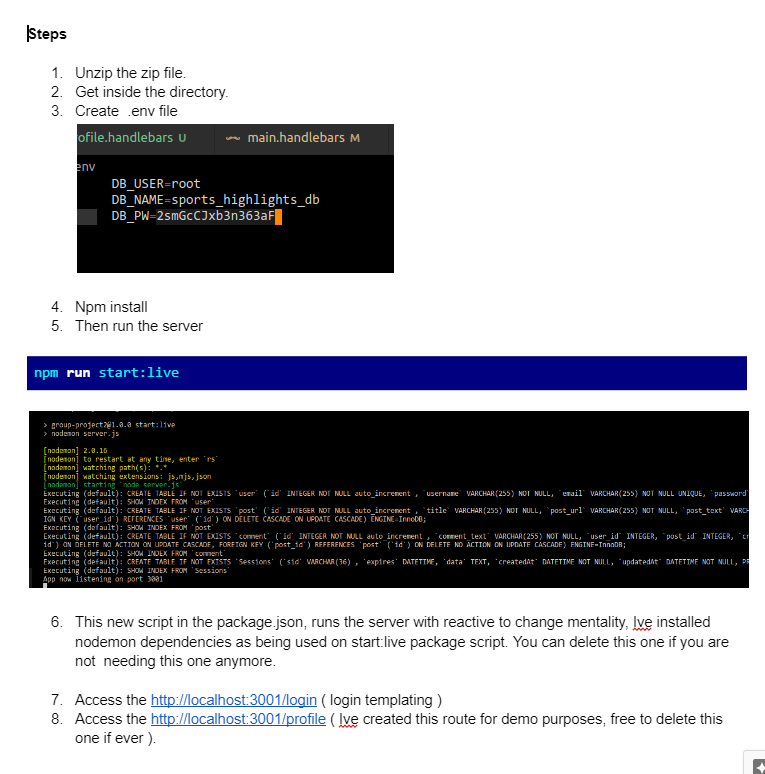 Steps
1. Unzip the zip file.
2. Get inside the directory.
3. Create .env file
ofile.handlebars U main.handlebars M
env
DB_USER=root
DB_NAME=sports_highlights_db
DB_PW=2smGcCJxb3n363aF
4. Npm install
5. Then run the server
npm run start:live
> group-project2@1.0.0 start:live
> nodemon server.js
[nodemon] 2.0.16
[nodemon] to restart at any time, enter `rs`
[nodemon] watching path(s): *.*
[nodemon] watching extensions: js,mjs,json
[nodemon] starting `node server.js`
Executing (default): CREATE TABLE IF NOT EXISTS `user` (`id` INTEGER NOT NULL auto_increment , `username` VARCHAR(255) NOT NULL, `email` VARCHAR(255) NOT NULL UNIQUE, `password`
Executing (default): SHOW INDEX FROM `user`
Executing (default): CREATE TABLE IF NOT EXISTS `post` (`id` INTEGER NOT NULL auto_increment , `title` VARCHAR(255) NOT NULL, `post_url` VARCHAR(255) NOT NULL, `post_text` VARCH
IGN KEY (`user_id`) REFERENCES `user` (`id`) ON DELETE CASCADE ON UPDATE CASCADE) ENGINE=InnoDB;
Executing (default): SHOW INDEX FROM `post`
Executing (default): CREATE TABLE IF NOT EXISTS `comment` (`id` INTEGER NOT NULL auto_increment , `comment_text` VARCHAR(255) NOT NULL, `user_id` INTEGER, `post_id` INTEGER, `cr
id`) ON DELETE NO ACTION ON UPDATE CASCADE, FOREIGN KEY (`post_id`) REFERENCES `post` (`id`) ON DELETE NO ACTION ON UPDATE CASCADE) ENGINE=InnoDB;
Executing (default): SHOW INDEX FROM `comment`
Executing (default): CREATE TABLE IF NOT EXISTS `Sessions` (`sid` VARCHAR(36) , `expires` DATETIME, `data` TEXT, `createdAt` DATETIME NOT NULL, `updatedAt` DATETIME NOT NULL, PR
Executing (default): SHOW INDEX FROM `Sessions`
App now listening on port 3001
6. This new script in the package.json, runs the server with reactive to change mentality, Ive installed
nodemon dependencies as being used on start:live package script. You can delete this one if you are
not needing this one anymore.
7. Access the http://localhost:3001/login ( login templating )
8. Access the http://localhost:3001/profile ( Ive created this route for demo purposes, free to delete this
one if ever ).